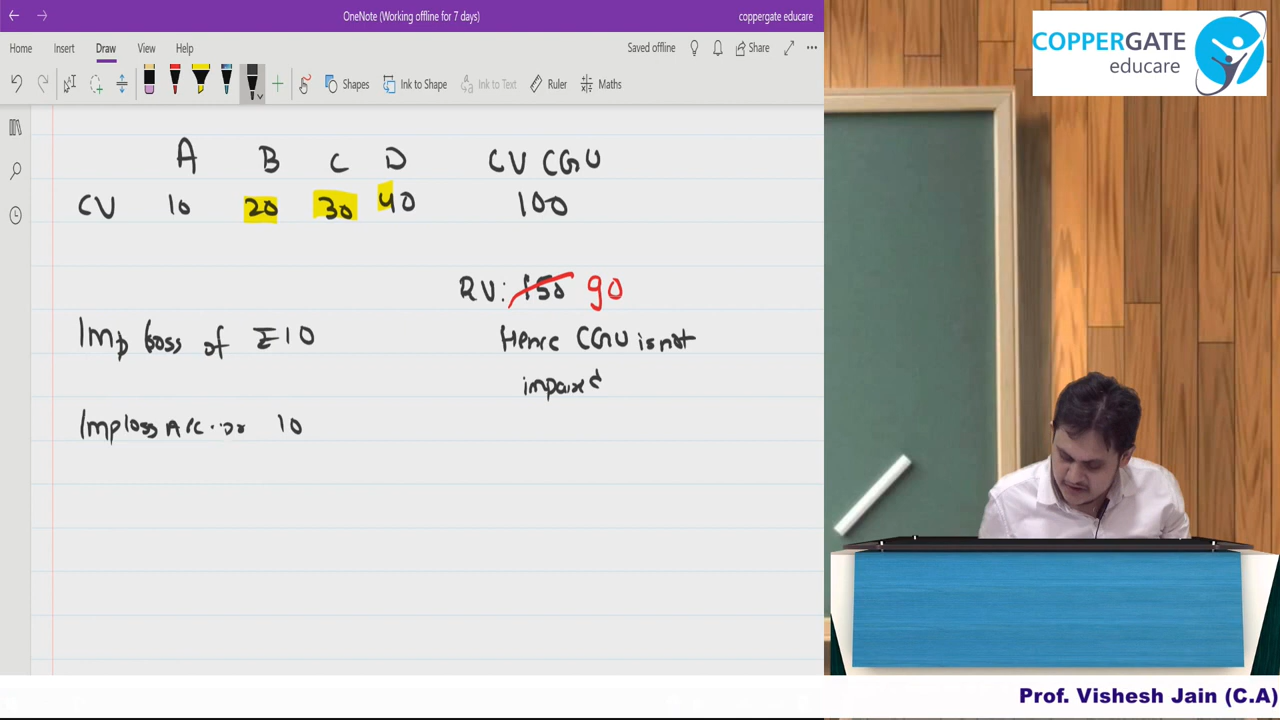 OneNote (Working offline for 7 days)
coppergate educare
Home Insert Draw View Help
Saved offline Share
Shapes Ink to Shape Ink to Text Ruler Maths
COPPERGATE
educare
A B C D CV CGU
CV 10 20 30 40 100
RV: 150 90
Imp loss of ₹10 Hence CGU is not
impaired
Imp loss A/c .. Dr 10
Prof. Vishesh Jain (C.A)